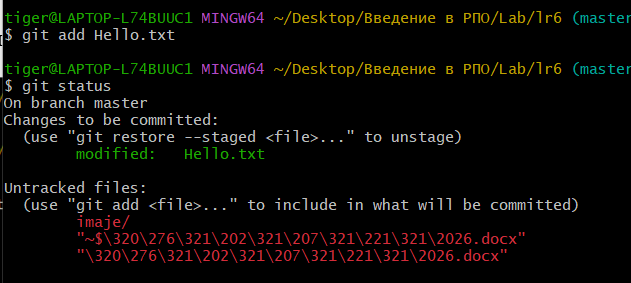 tiger@LAPTOP-L74BUUC1 MINGW64 ~/Desktop/Введение в РПО/Lab/lr6 (master
$ git add Hello.txt
tiger@LAPTOP-L74BUUC1 MINGW64 ~/Desktop/Введение в РПО/Lab/lr6 (master
$ git status
On branch master
Changes to be committed:
  (use "git restore --staged <file>..." to unstage)
        modified:   Hello.txt
Untracked files:
  (use "git add <file>..." to include in what will be committed)
        imaje/
        "~$\320\276\321\202\321\207\321\221\321\2026.docx"
        "\320\276\321\202\321\207\321\221\321\2026.docx"